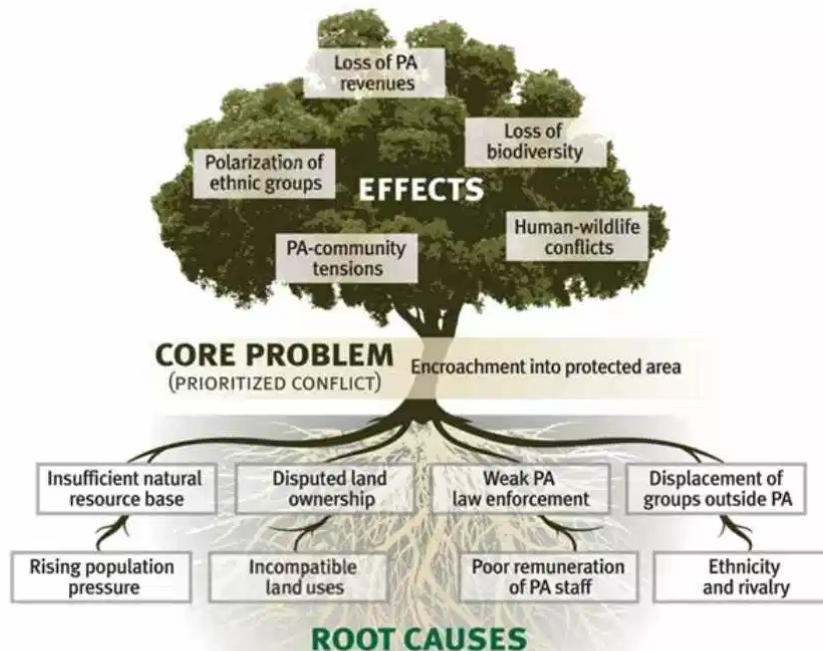 Loss of PA
revenues
Loss of
biodiversity
Polarization of
ethnic groups
EFFECTS
Human-wildlife
conflicts
PA-community
tensions
CORE PROBLEM
(PRIORITIZED CONFLICT)
Encroachment into protected area
Insufficient natural
resource base
Disputed land
ownership
Weak PA
law enforcement
Displacement of
groups outside PA
Rising population
pressure
Incompatible
land uses
Poor remuneration
of PA staff
Ethnicity
and rivalry
ROOT CAUSES